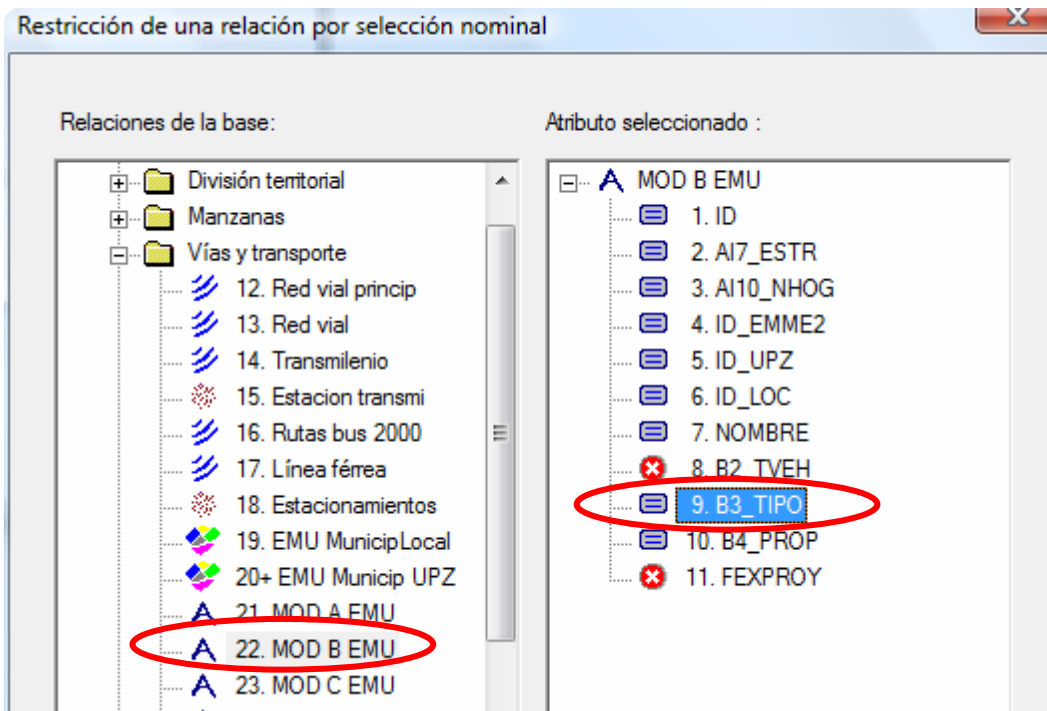 Restricción de una relación por selección nominal
Relaciones de la base:
División territorial
Manzanas
Vías y transporte
12. Red vial princip
13. Red vial
14. Transmilenio
15. Estacion transmi
16. Rutas bus 2000
17. Línea férrea
18. Estacionamientos
19. EMU MunicipLocal
20+ EMU Municip UPZ
21. MOD A EMU
22. MOD B EMU
23. MOD C EMU
Atributo seleccionado :
MOD B EMU
1. ID
2. AI7_ESTR
3. AI10_NHOG
4. ID_EMME2
5. ID_UPZ
6. ID_LOC
7. NOMBRE
8. B2_TVEH
9. B3_TIPO
10. B4_PROP
11. FEXPROY